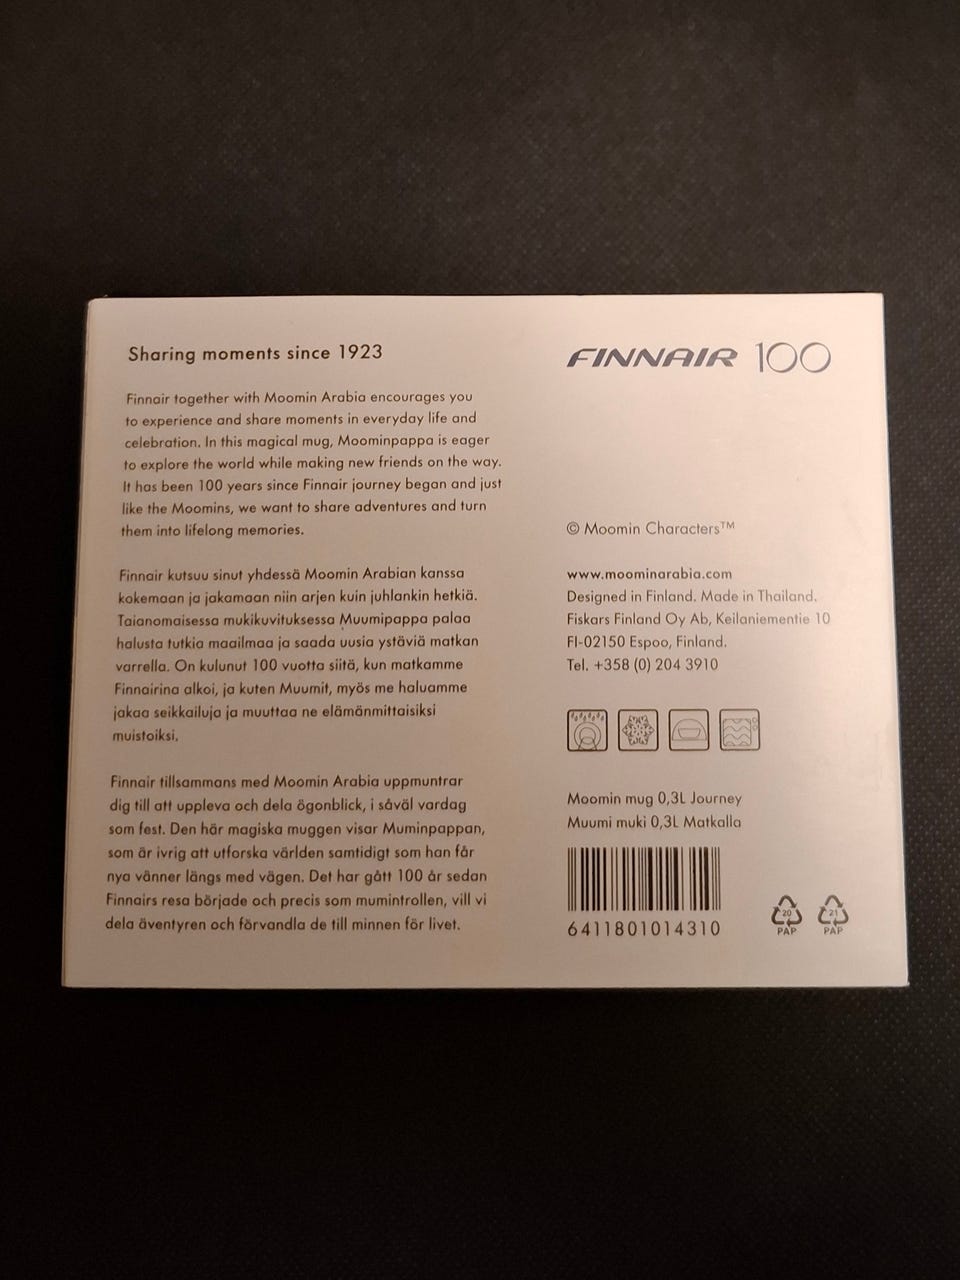 Sharing moments since 1923
Finnair together with Moomin Arabia encourages you
to experience and share moments in everyday life and
celebration. In this magical mug, Moominpappa is eager
to explore the world while making new friends on the way.
It has been 100 years since Finnair journey began and just
like the Moomins, we want to share adventures and turn
them into lifelong memories.
Finnair kutsuu sinut yhdessä Moomin Arabian kanssa
kokemaan ja jakamaan niin arjen kuin juhlankin hetkiä.
Taianomaisessa mukikuvituksessa Muumipappa palaa
halusta tutkia maailmaa ja saada uusia ystäviä matkan
varrella. On kulunut 100 vuotta siitä, kun matkamme
Finnairina alkoi, ja kuten Muumit, myös me haluamme
jakaa seikkailuja ja muuttaa ne elämänmittaisiksi
muistoiksi.
Finnair tillsammans med Moomin Arabia uppmuntrar
dig till att uppleva och dela ögonblick, i såväl vardag
som fest. Den här magiska muggen visar Muminpappan,
som är ivrig att utforska världen samtidigt som han får
nya vänner längs med vägen. Det har gått 100 år sedan
Finnairs resa började och precis som mumintrollen, vill vi
dela äventyren och förvandla de till minnen för livet.
FINNAIR 100
© Moomin Characters™
www.moominarabia.com
Designed in Finland. Made in Thailand.
Fiskars Finland Oy Ab, Keilaniementie 10
FI-02150 Espoo, Finland.
Tel. +358 (0) 204 3910
Moomin mug 0,3L Journey
Muumi muki 0,3L Matkalla
6411801014310
20
PAP
21
PAP